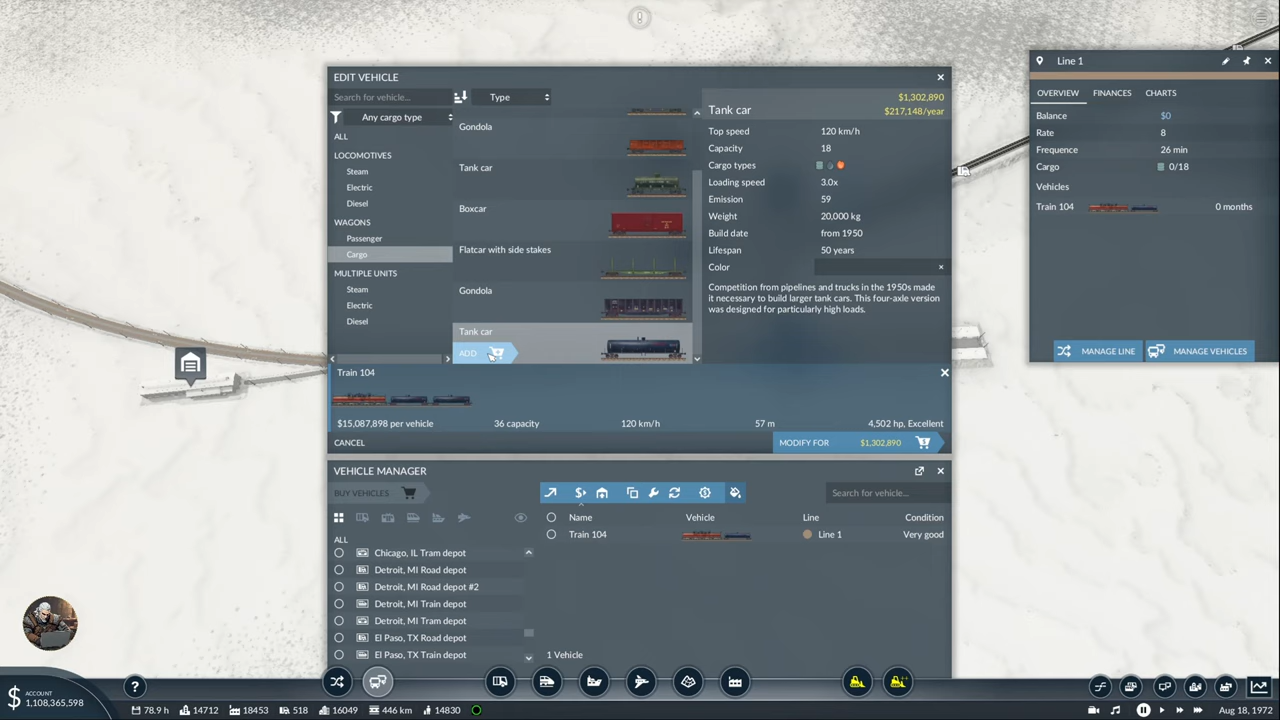 EDIT VEHICLE
Search for vehicle...
Type
Any cargo type
ALL
LOCOMOTIVES
Steam
Electric
Diesel
WAGONS
Passenger
Cargo
MULTIPLE UNITS
Steam
Electric
Diesel
Gondola
Tank car
Boxcar
Flatcar with side stakes
Gondola
Tank car
ADD
$1,302,890
Tank car
$217,148/year
Top speed 120 km/h
Capacity 18
Cargo types
Loading speed 3.0x
Emission 59
Weight 20,000 kg
Build date from 1950
Lifespan 50 years
Color
Competition from pipelines and trucks in the 1950s made
it necessary to build larger tank cars. This four-axle version
was designed for particularly high loads.
Train 104
$15,087,898 per vehicle 36 capacity 120 km/h 57 m 4,502 hp, Excellent
CANCEL
MODIFY FOR $1,302,890
VEHICLE MANAGER
BUY VEHICLES
Search for vehicle...
ALL
Chicago, IL Tram depot
Detroit, MI Road depot
Detroit, MI Road depot #2
Detroit, MI Train depot
Detroit, MI Tram depot
El Paso, TX Road depot
El Paso, TX Train depot
Name Vehicle Line Condition
Train 104 Line 1 Very good
1 Vehicle
Line 1
OVERVIEW FINANCES CHARTS
Balance $0
Rate 8
Frequence 26 min
Cargo 0/18
Vehicles
Train 104 0 months
MANAGE LINE MANAGE VEHICLES
$ ACCOUNT
1,108,365,598
?
78.9 h 14712 18453 518 16049 446 km 14830
Aug 18, 1972